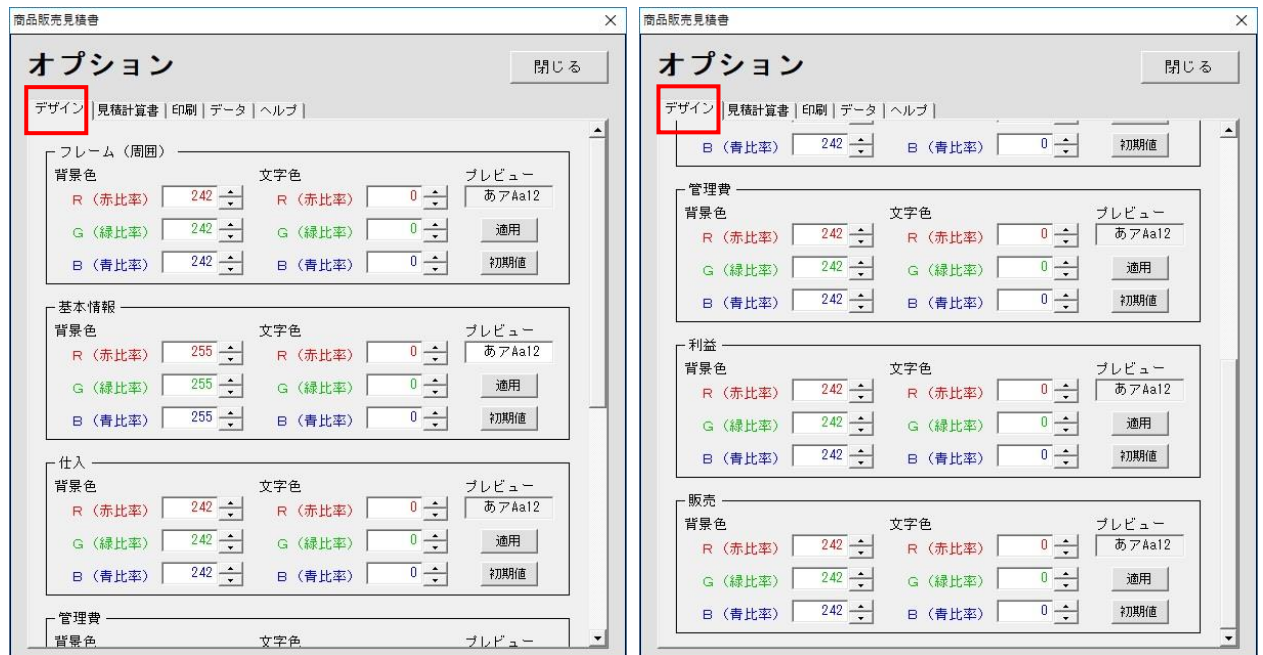 商品販売見積書
オプション
閉じる
デザイン 見積計算書 印刷 データ ヘルプ
フレーム（周囲）
背景色 文字色 プレビュー
R（赤比率） 242 R（赤比率） 0 あアAa12
G（緑比率） 242 G（緑比率） 0 適用
B（青比率） 242 B（青比率） 0 初期値
基本情報
背景色 文字色 プレビュー
R（赤比率） 255 R（赤比率） 0 あアAa12
G（緑比率） 255 G（緑比率） 0 適用
B（青比率） 255 B（青比率） 0 初期値
仕入
背景色 文字色 プレビュー
R（赤比率） 242 R（赤比率） 0 あアAa12
G（緑比率） 242 G（緑比率） 0 適用
B（青比率） 242 B（青比率） 0 初期値
管理費
背景色 文字色 プレビュー
商品販売見積書
オプション
閉じる
デザイン 見積計算書 印刷 データ ヘルプ
B（青比率） 242 B（青比率） 0 初期値
管理費
背景色 文字色 プレビュー
R（赤比率） 242 R（赤比率） 0 あアAa12
G（緑比率） 242 G（緑比率） 0 適用
B（青比率） 242 B（青比率） 0 初期値
利益
背景色 文字色 プレビュー
R（赤比率） 242 R（赤比率） 0 あアAa12
G（緑比率） 242 G（緑比率） 0 適用
B（青比率） 242 B（青比率） 0 初期値
販売
背景色 文字色 プレビュー
R（赤比率） 242 R（赤比率） 0 あアAa12
G（緑比率） 242 G（緑比率） 0 適用
B（青比率） 242 B（青比率） 0 初期値